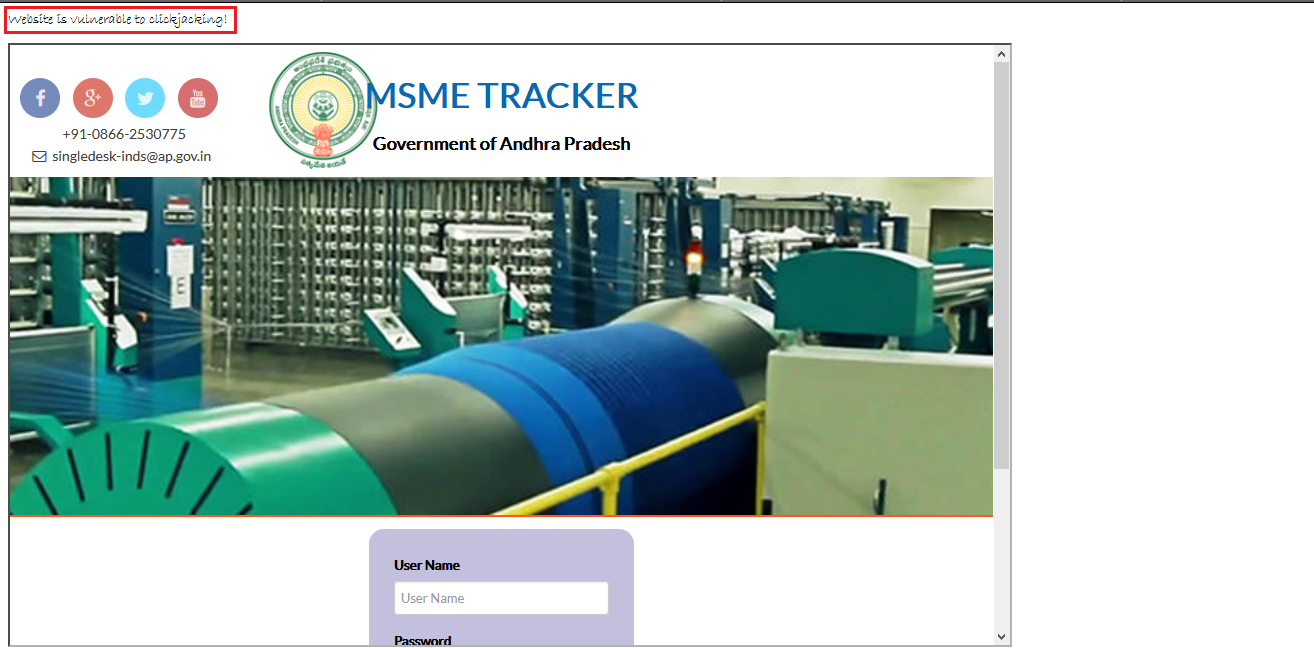 Website is vulnerable to clickjacking!
MSME TRACKER
Government of Andhra Pradesh
+91-0866-2530775
singledesk-inds@ap.gov.in
User Name
User Name
Password